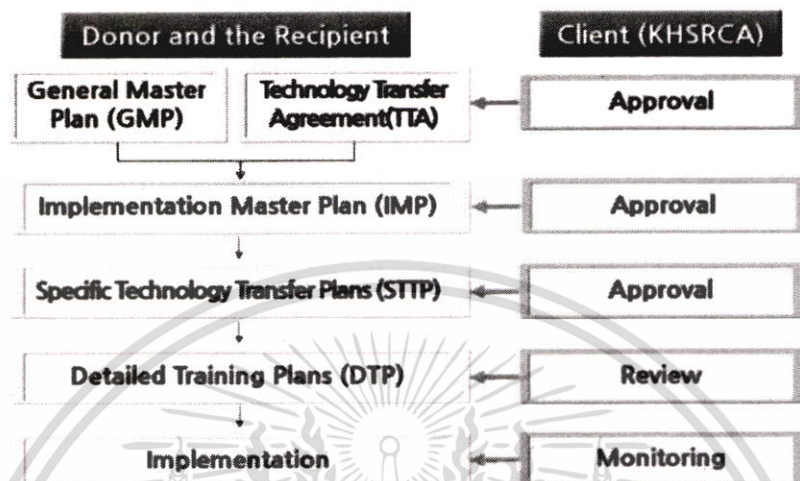 Donor and the Recipient
Client (KHSRCA)
General Master
Plan (GMP)
Technology Transfer
Agreement(TTA)
Approval
Implementation Master Plan (IMP)
Approval
Specific Technology Transfer Plans (STTP)
Approval
Detailed Training Plans (DTP)
Review
Implementation
Monitoring